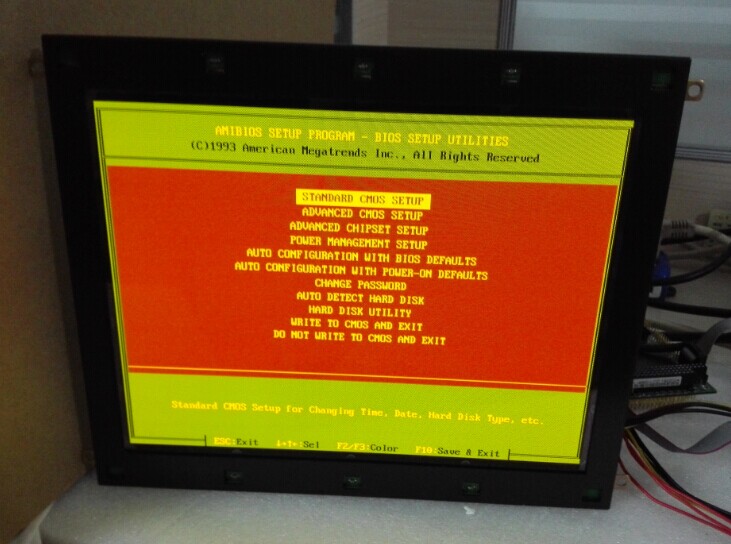 AMIBIOS SETUP PROGRAM - BIOS SETUP UTILITIES
(C)1993 American Megatrends Inc., All Rights Reserved
STANDARD CMOS SETUP
ADVANCED CMOS SETUP
ADVANCED CHIPSET SETUP
POWER MANAGEMENT SETUP
AUTO CONFIGURATION WITH BIOS DEFAULTS
AUTO CONFIGURATION WITH POWER-ON DEFAULTS
CHANGE PASSWORD
AUTO DETECT HARD DISK
HARD DISK UTILITY
WRITE TO CMOS AND EXIT
DO NOT WRITE TO CMOS AND EXIT
Standard CMOS Setup for Changing Time, Date, Hard Disk Type, etc.
ESC:Exit ↓→↑←:Sel F2/F3:Color F10:Save & Exit